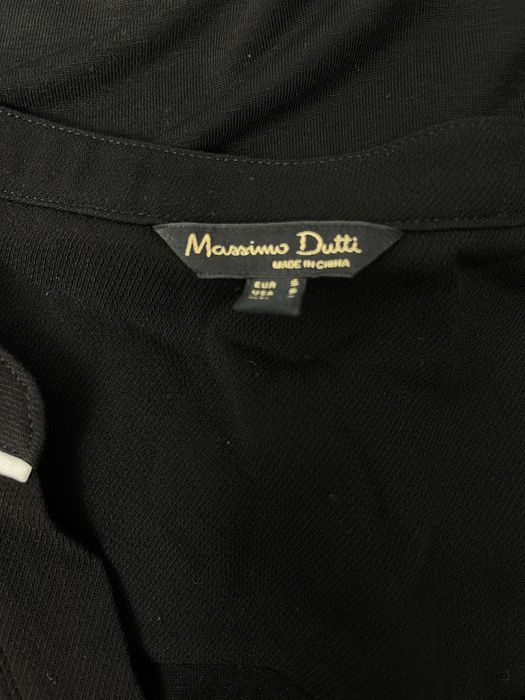 Massimo Dutti
MADE IN CHINA
EUR S
USA